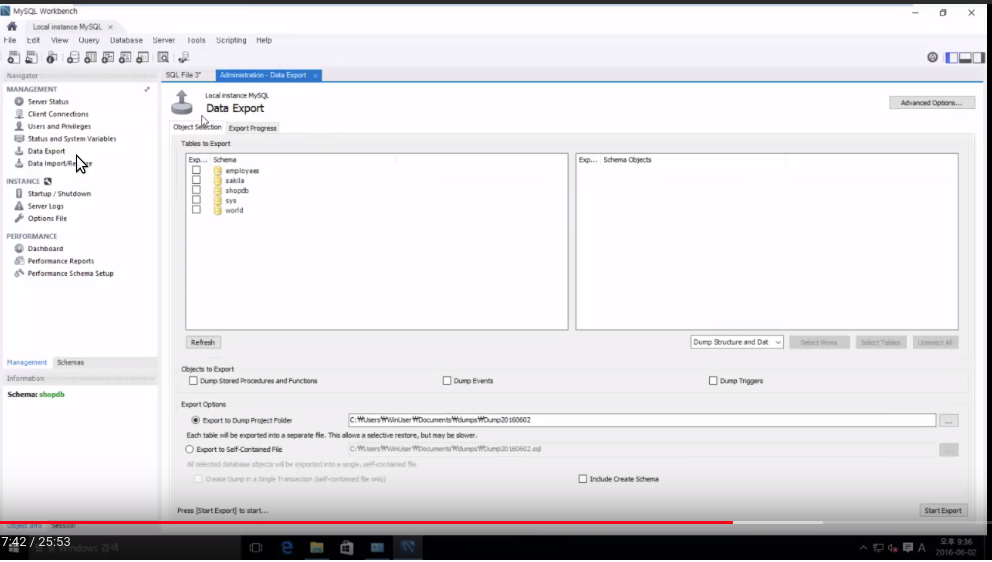 MySQL Workbench
Local instance MySQL ×
File Edit View Query Database Server Tools Scripting Help
Navigator
SQL File 3* Administration - Data Export ×
MANAGEMENT
Server Status
Client Connections
Users and Privileges
Status and System Variables
Data Export
Data Import/
INSTANCE
Startup / Shutdown
Server Logs
Options File
PERFORMANCE
Dashboard
Performance Reports
Performance Schema Setup
Management Schemas
Information
Schema: shopdb
Object Info Session
Local instance MySQL
Data Export
Advanced Options...
Object Selection Export Progress
Tables to Export
Exp... Schema
employees
sakila
shopdb
sys
world
Exp... Schema Objects
Refresh
Dump Structure and Dat
Select Views Select Tables Unselect All
Objects to Export
Dump Stored Procedures and Functions Dump Events Dump Triggers
Export Options
Export to Dump Project Folder C:₩Users₩WinUser₩Documents₩dumps₩Dump20160602 ...
Each table will be exported into a separate file. This allows a selective restore, but may be slower.
Export to Self-Contained File C:₩Users₩WinUser₩Documents₩dumps₩Dump20160602.sql ...
All selected database objects will be exported into a single, self-contained file.
Create Dump in a Single Transaction (self-contained file only) Include Create Schema
Press [Start Export] to start...
Start Export
7:42 / 25:53
Windows 검색
A 오후 9:36
2016-06-02